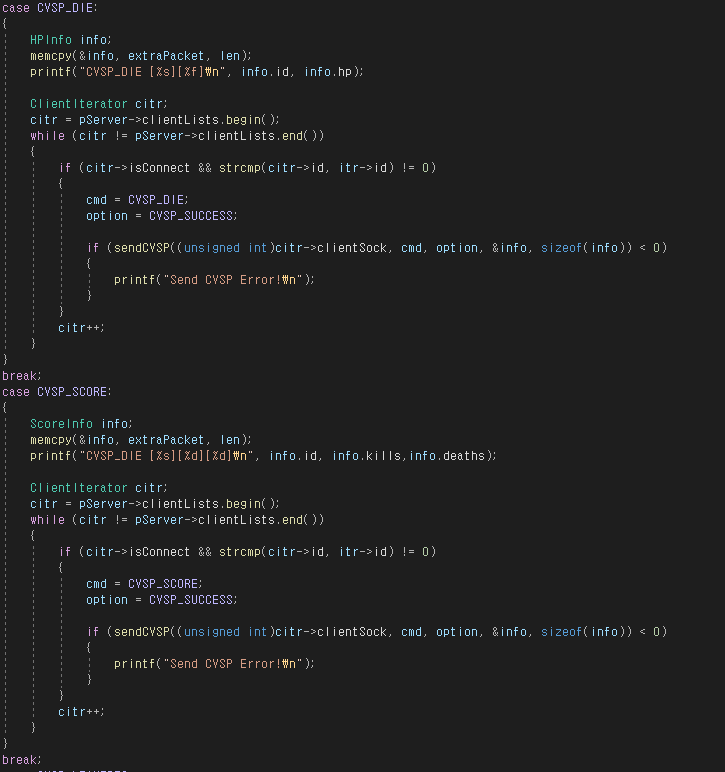 case CVSP_DIE:
{
    HPInfo info;
    memcpy(&info, extraPacket, len);
    printf("CVSP_DIE [%s][%f]₩n", info.id, info.hp);

    ClientIterator citr;
    citr = pServer->clientLists.begin();
    while (citr != pServer->clientLists.end())
    {
        if (citr->isConnect && strcmp(citr->id, itr->id) != 0)
        {
            cmd = CVSP_DIE;
            option = CVSP_SUCCESS;

            if (sendCVSP((unsigned int)citr->clientSock, cmd, option, &info, sizeof(info)) < 0)
            {
                printf("Send CVSP Error!₩n");
            }
        }
        citr++;
    }
}
break;
case CVSP_SCORE:
{
    ScoreInfo info;
    memcpy(&info, extraPacket, len);
    printf("CVSP_DIE [%s][%d][%d]₩n", info.id, info.kills,info.deaths);

    ClientIterator citr;
    citr = pServer->clientLists.begin();
    while (citr != pServer->clientLists.end())
    {
        if (citr->isConnect && strcmp(citr->id, itr->id) != 0)
        {
            cmd = CVSP_SCORE;
            option = CVSP_SUCCESS;

            if (sendCVSP((unsigned int)citr->clientSock, cmd, option, &info, sizeof(info)) < 0)
            {
                printf("Send CVSP Error!₩n");
            }
        }
        citr++;
    }
}
break;